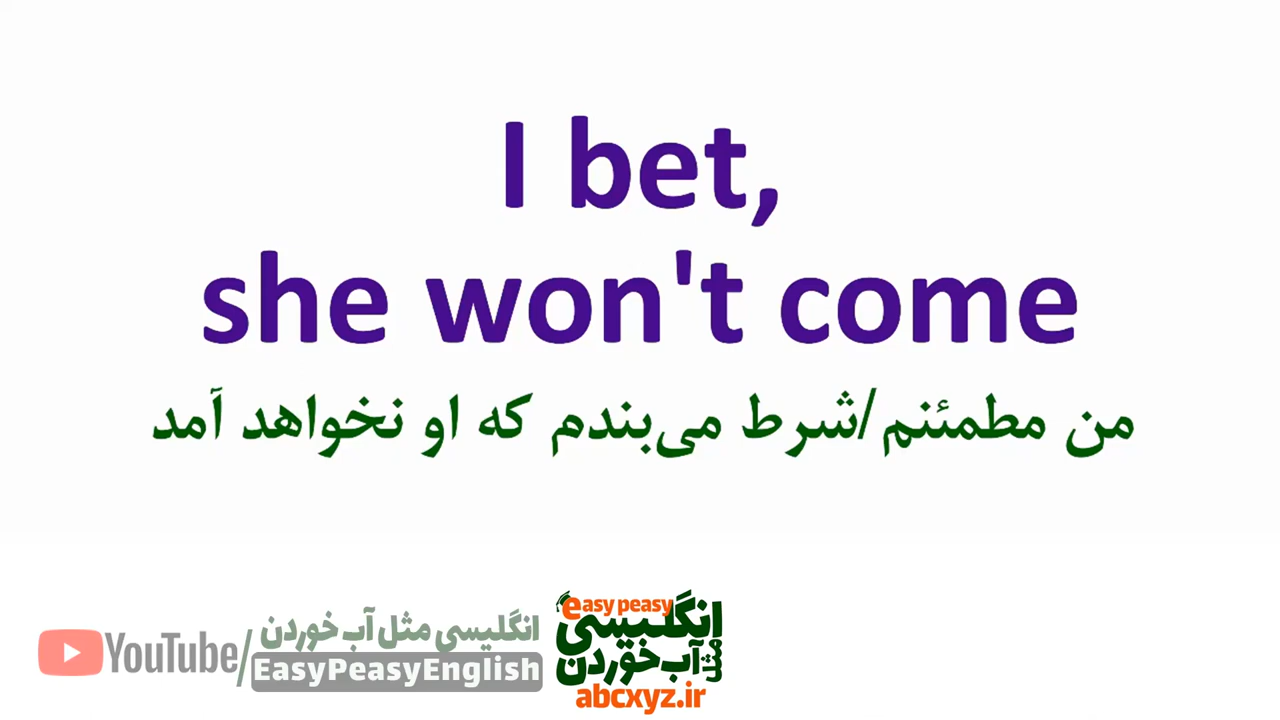 I bet,
she won't come
من مطمئنم/شرط می‌بندم که او نخواهد آمد
YouTube/
انگلیسی مثل آب خوردن
EasyPeasyEnglish
easy peasy
انگلیسی
مثل
آب خوردن
abcxyz.ir